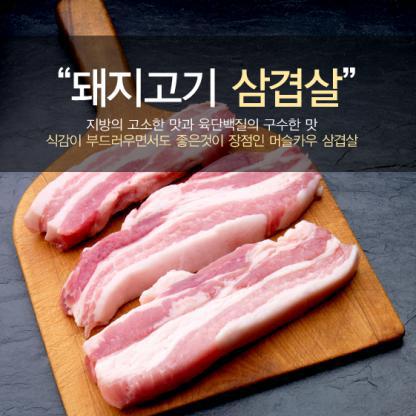 “돼지고기 삼겹살”
지방의 고소한 맛과 육단백질의 구수한 맛
식감이 부드러우면서도 좋은것이 장점인 머슬카우 삼겹살